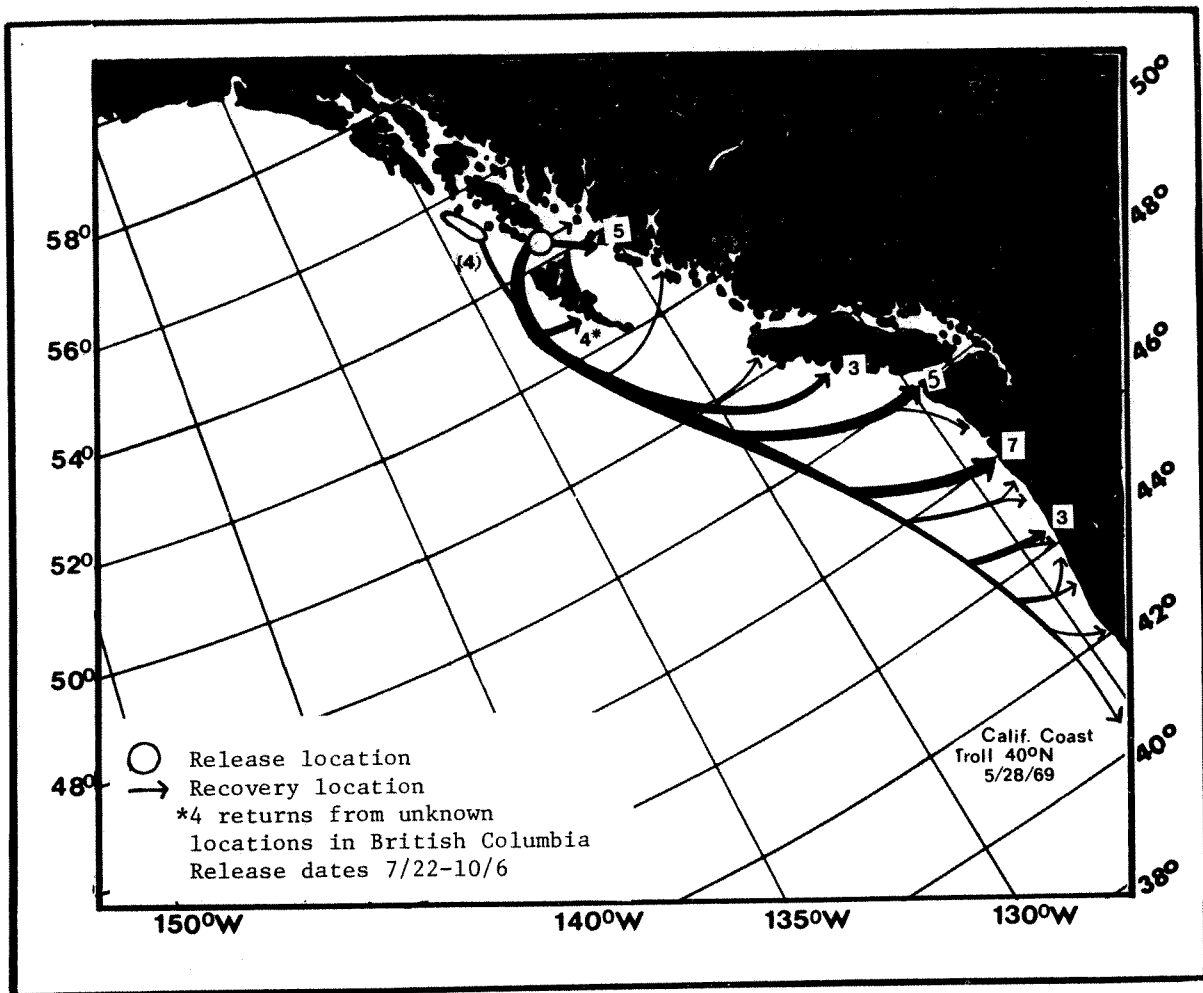 50°
48°
46°
44°
42°
40°
38°
58°
56°
54°
52°
50°
48°
5
(4)
4*
3
5
7
3
Calif. Coast
Troll 40°N
5/28/69
Release location
Recovery location
*4 returns from unknown
locations in British Columbia
Release dates 7/22-10/6
150°W
140°W
135°W
130°W